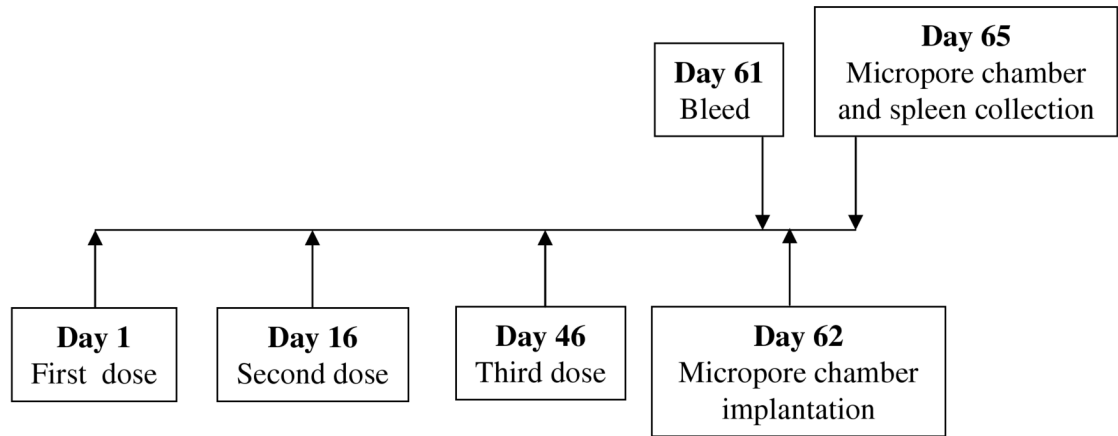 Day 61
Bleed
Day 65
Micropore chamber
and spleen collection
Day 1
First dose
Day 16
Second dose
Day 46
Third dose
Day 62
Micropore chamber
implantation